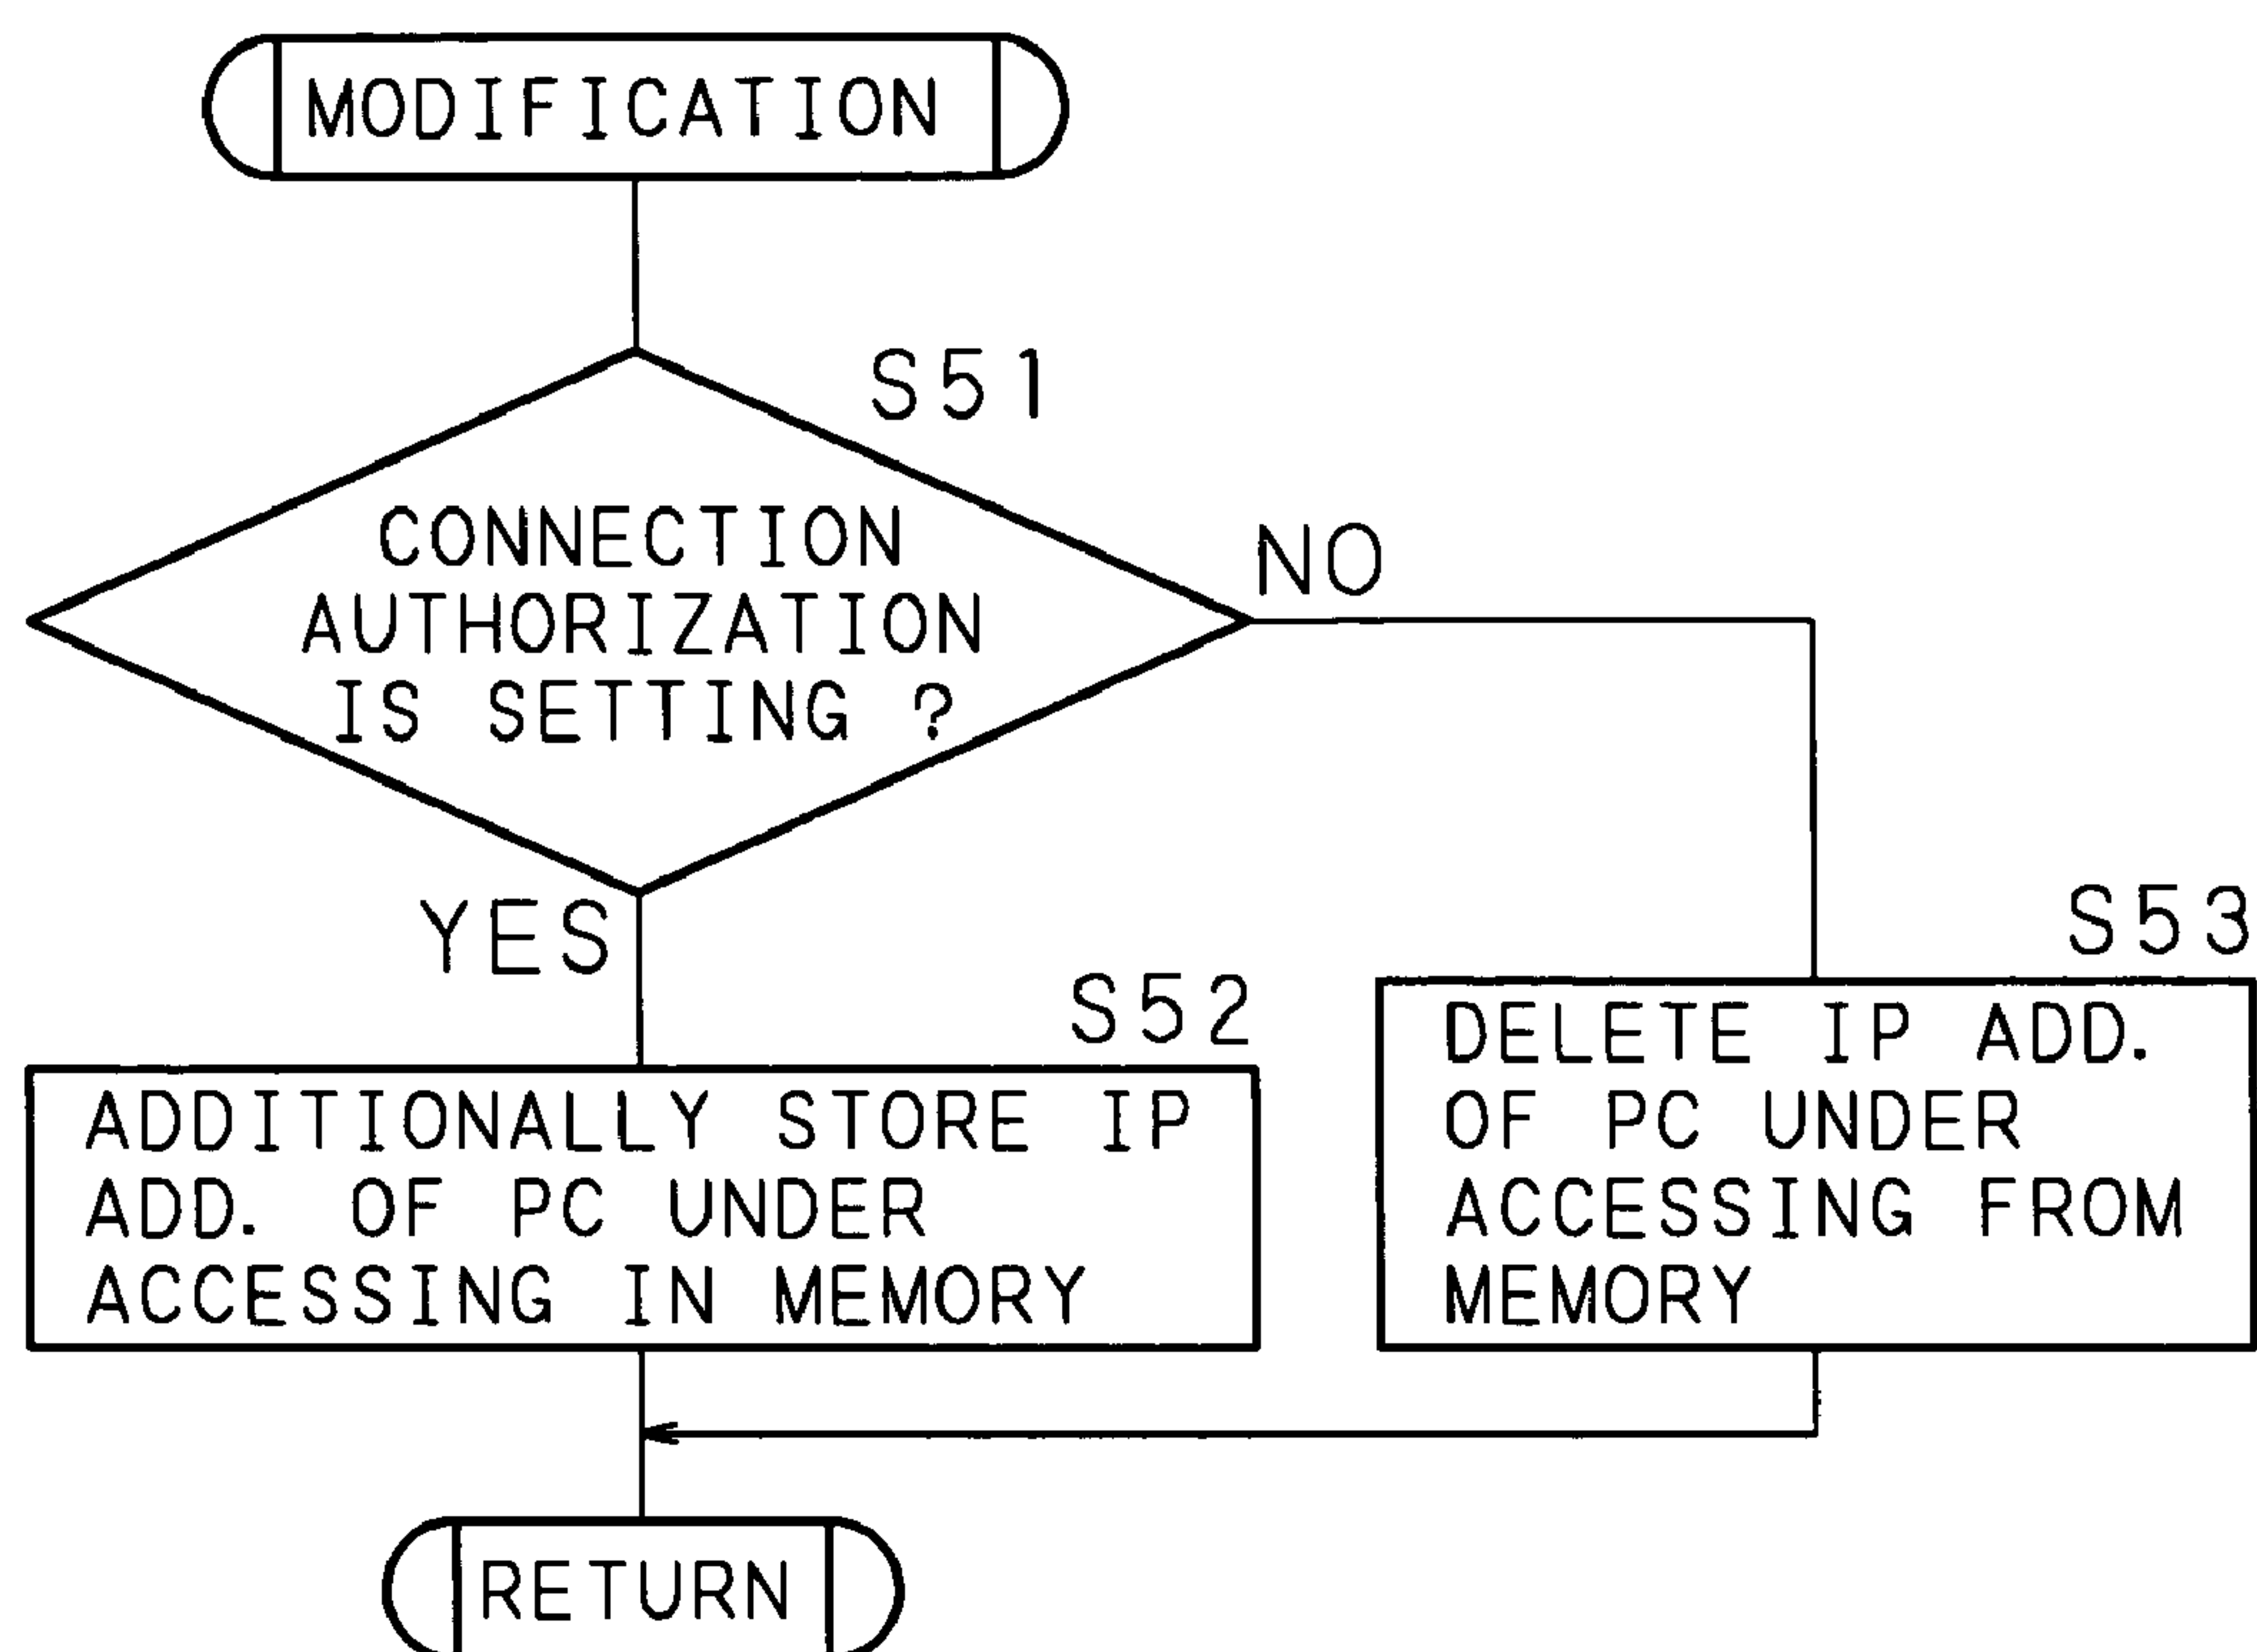 MODIFICATION
S51
CONNECTION
AUTHORIZATION
IS SETTING ?
NO
YES
S52
ADDITIONALLY STORE IP
ADD. OF PC UNDER
ACCESSING IN MEMORY
S53
DELETE IP ADD.
OF PC UNDER
ACCESSING FROM
MEMORY
RETURN